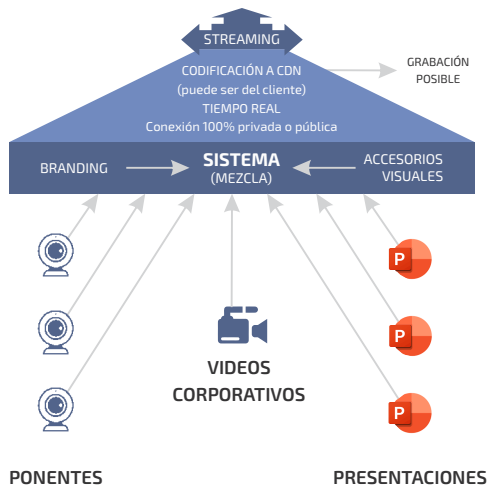 STREAMING
CODIFICACIÓN A CDN
(puede ser del cliente)
TIEMPO REAL
Conexión 100% privada o pública
GRABACIÓN
POSIBLE
BRANDING
SISTEMA
(MEZCLA)
ACCESORIOS
VISUALES
P
P
P
VIDEOS
CORPORATIVOS
PONENTES
PRESENTACIONES